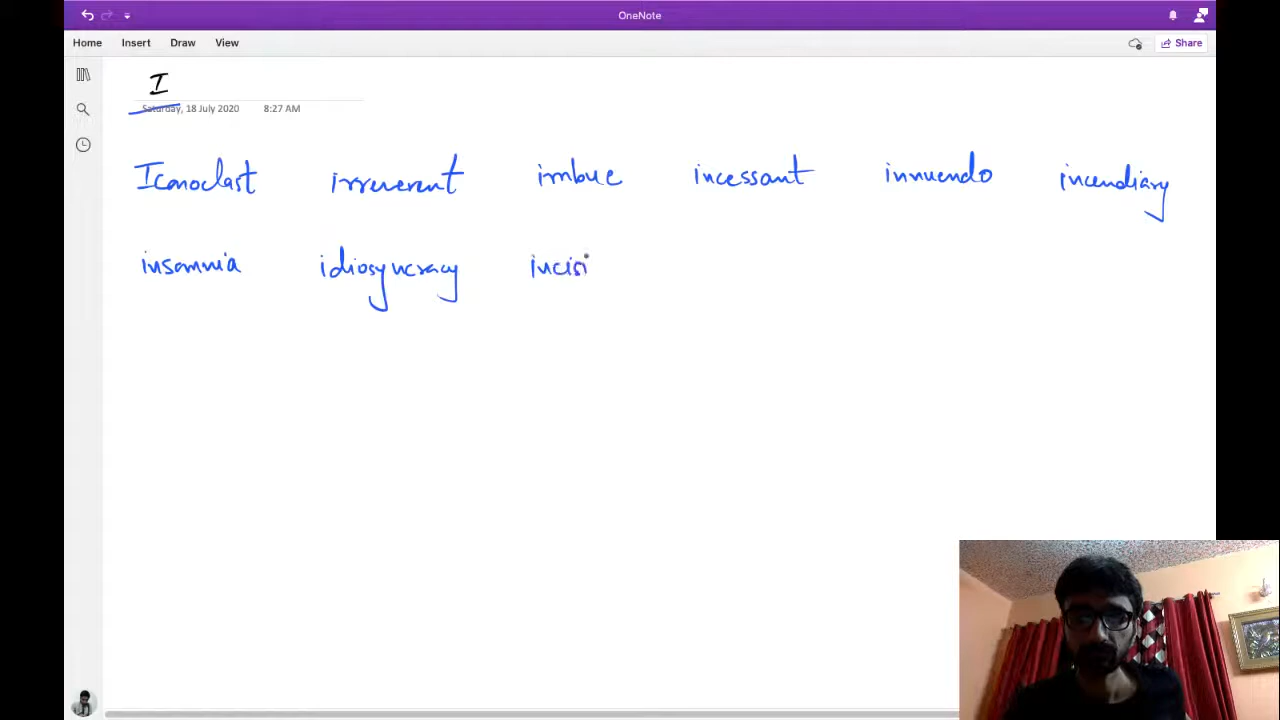 OneNote
Home Insert Draw View Share
I
Saturday, 18 July 2020 8:27 AM
Iconoclast irreverent imbue incessant innuendo incendiary
insomnia idiosyncracy incisi